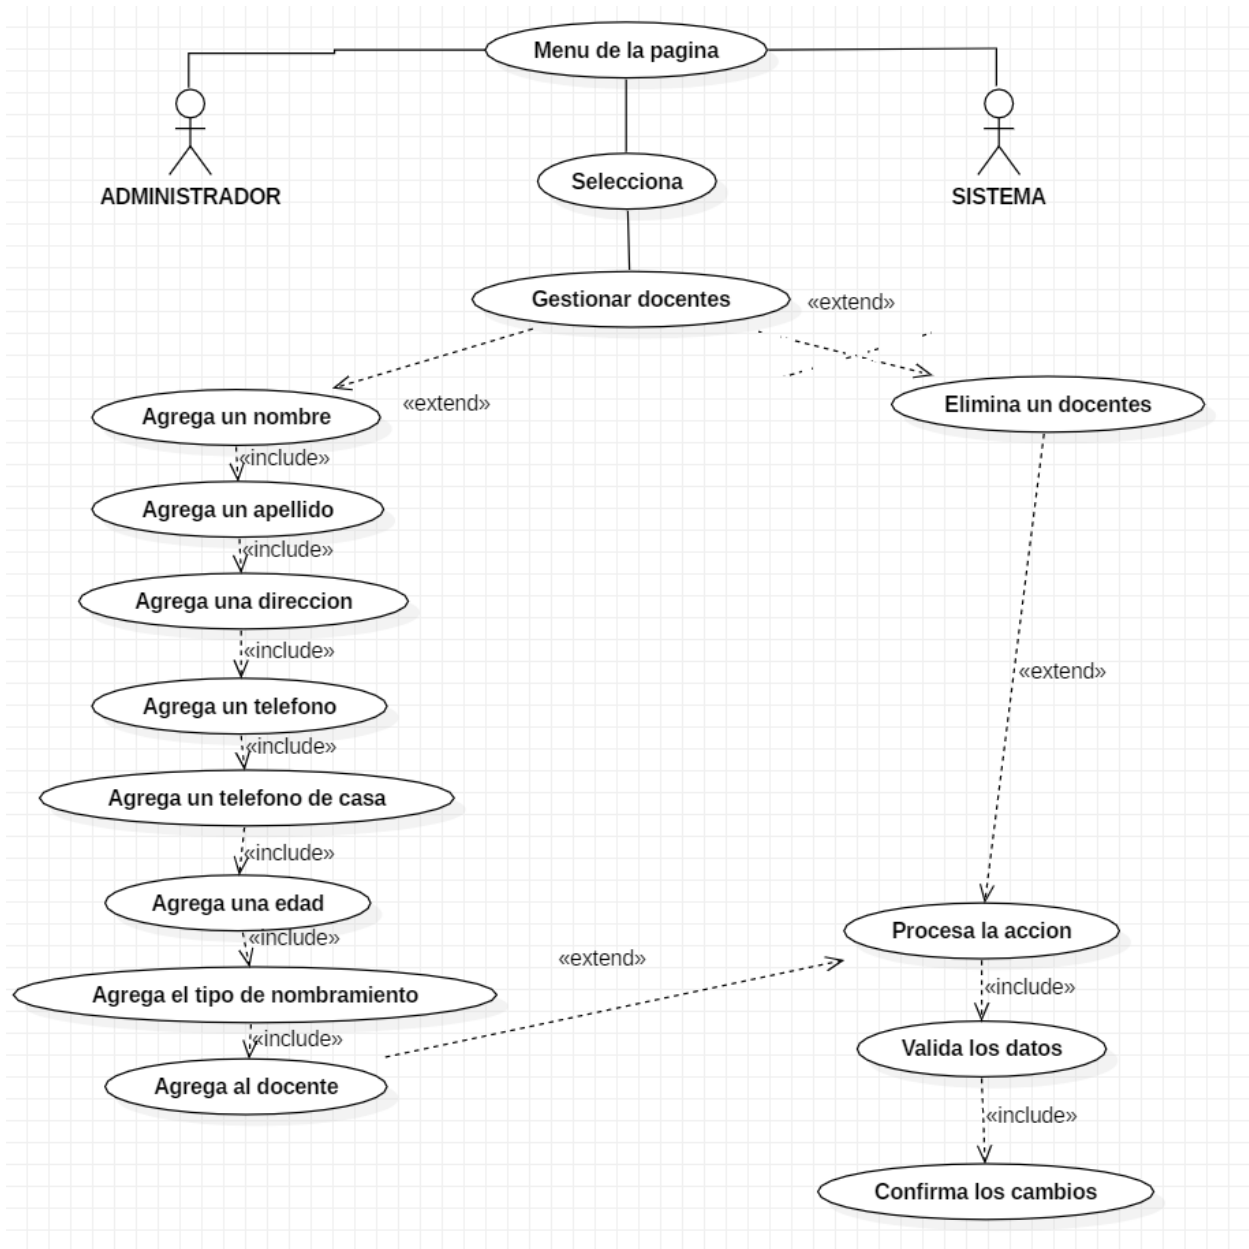 Menu de la pagina
ADMINISTRADOR
Selecciona
SISTEMA
Gestionar docentes
«extend»
«extend»
Elimina un docentes
Agrega un nombre
«include»
Agrega un apellido
«include»
Agrega una direccion
«include»
«extend»
Agrega un telefono
«include»
Agrega un telefono de casa
«include»
Agrega una edad
«include»
Procesa la accion
«extend»
Agrega el tipo de nombramiento
«include»
«include»
Agrega al docente
Valida los datos
«include»
Confirma los cambios